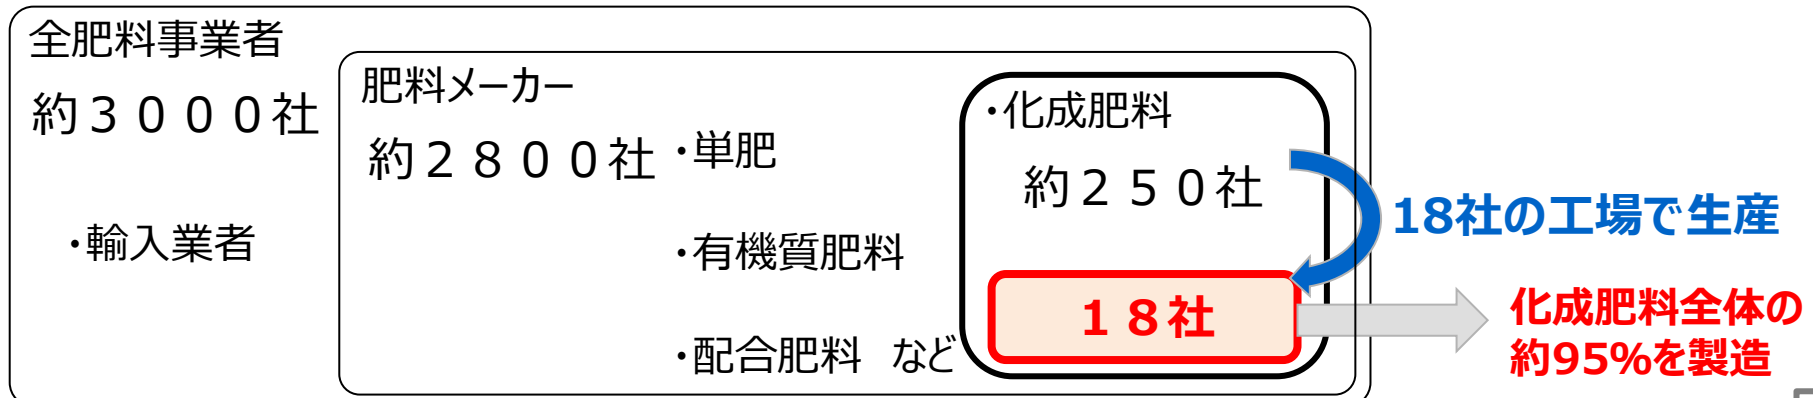 全肥料事業者
約３０００社
・輸入業者
肥料メーカー
約２８００社
・単肥
・有機質肥料
・配合肥料　など
・化成肥料
約２５０社
１８社
18社の工場で生産
化成肥料全体の
約95%を製造